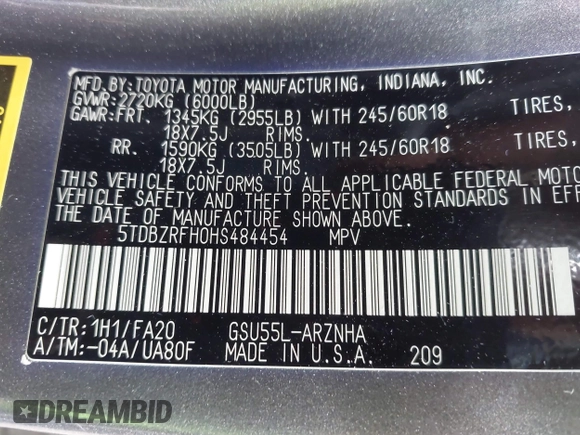 MFD.BY:TOYOTA MOTOR MANUFACTURING, INDIANA, INC.
GVWR:2720KG (6000LB)
GAWR:FRT. 1345KG (2955LB) WITH 245/60R18 TIRES,
18X7.5J RIMS.
RR. 1590KG (3505LB) WITH 245/60R18 TIRES,
18X7.5J RIMS.
THIS VEHICLE CONFORMS TO ALL APPLICABLE FEDERAL MOTO
VEHICLE SAFETY AND THEFT PREVENTION STANDARDS IN EFF
THE DATE OF MANUFACTURE SHOWN ABOVE.
5TDBZRFH0HS484454 MPV
C/TR:1H1/FA20 GSU55L-ARZNHA
A/TM:-04A/UA80F MADE IN U.S.A. 209
DREAMBID